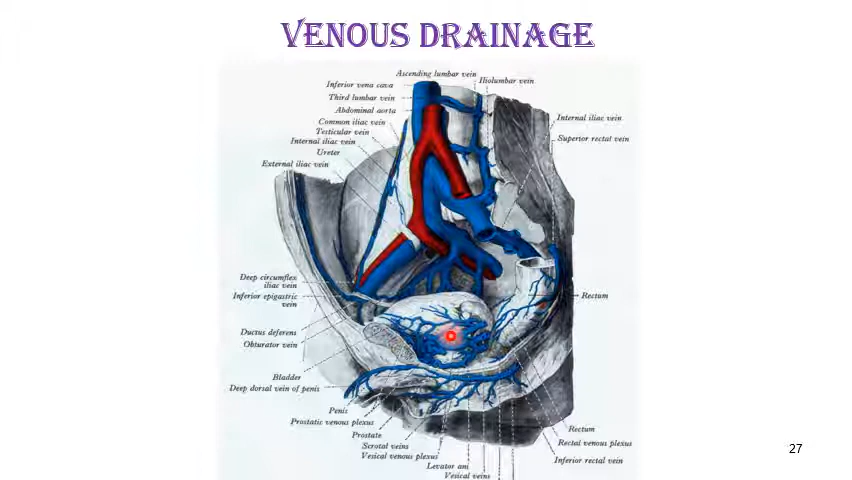 VENOUS DRAINAGE
Ascending lumbar vein
Iliolumbar vein
Inferior vena cava
Third lumbar vein
Abdominal aorta
Common iliac vein
Testicular vein
Internal iliac vein
Ureter
External iliac vein
Internal iliac vein
Superior rectal vein
Deep circumflex
iliac vein
Inferior epigastric
vein
Rectum
Ductus deferens
Obturator vein
Bladder
Deep dorsal vein of penis
Penis
Prostatic venous plexus
Prostate
Scrotal veins
Vesical venous plexus
Levator ani
Vesical veins
Rectum
Rectal venous plexus
Inferior rectal vein
27